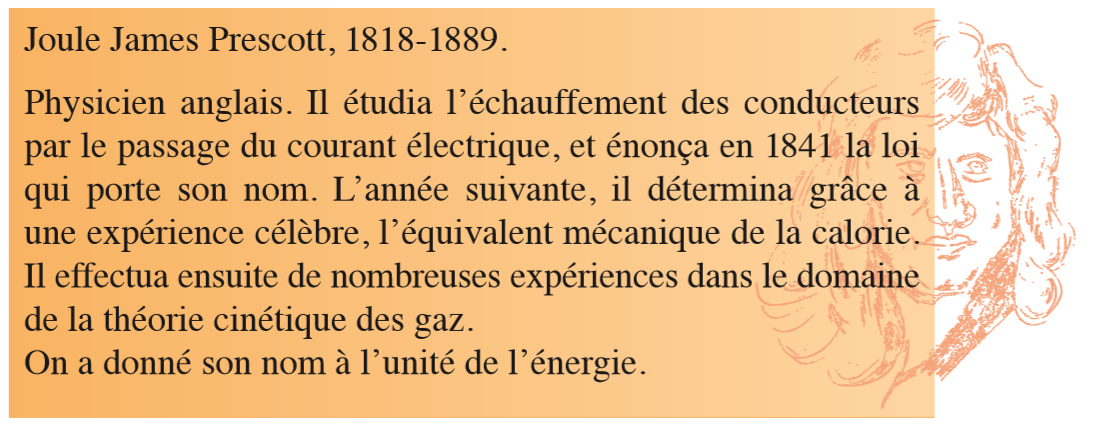 Joule James Prescott, 1818-1889.
Physicien anglais. Il étudia l’échauffement des conducteurs
par le passage du courant électrique, et énonça en 1841 la loi
qui porte son nom. L’année suivante, il détermina grâce à
une expérience célèbre, l’équivalent mécanique de la calorie.
Il effectua ensuite de nombreuses expériences dans le domaine
de la théorie cinétique des gaz.
On a donné son nom à l’unité de l’énergie.